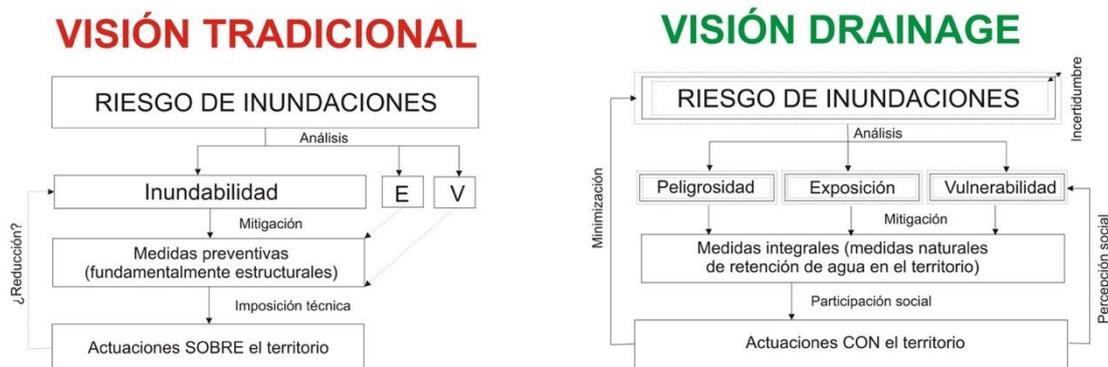 VISIÓN TRADICIONAL
RIESGO DE INUNDACIONES
Análisis
Inundabilidad
E
V
Mitigación
Medidas preventivas
(fundamentalmente estructurales)
¿Reducción?
Imposición técnica
Actuaciones SOBRE el territorio
VISIÓN DRAINAGE
RIESGO DE INUNDACIONES
Incertidumbre
Análisis
Peligrosidad
Exposición
Vulnerabilidad
Minimización
Mitigación
Medidas integrales (medidas naturales
de retención de agua en el territorio)
Percepción social
Participación social
Actuaciones CON el territorio